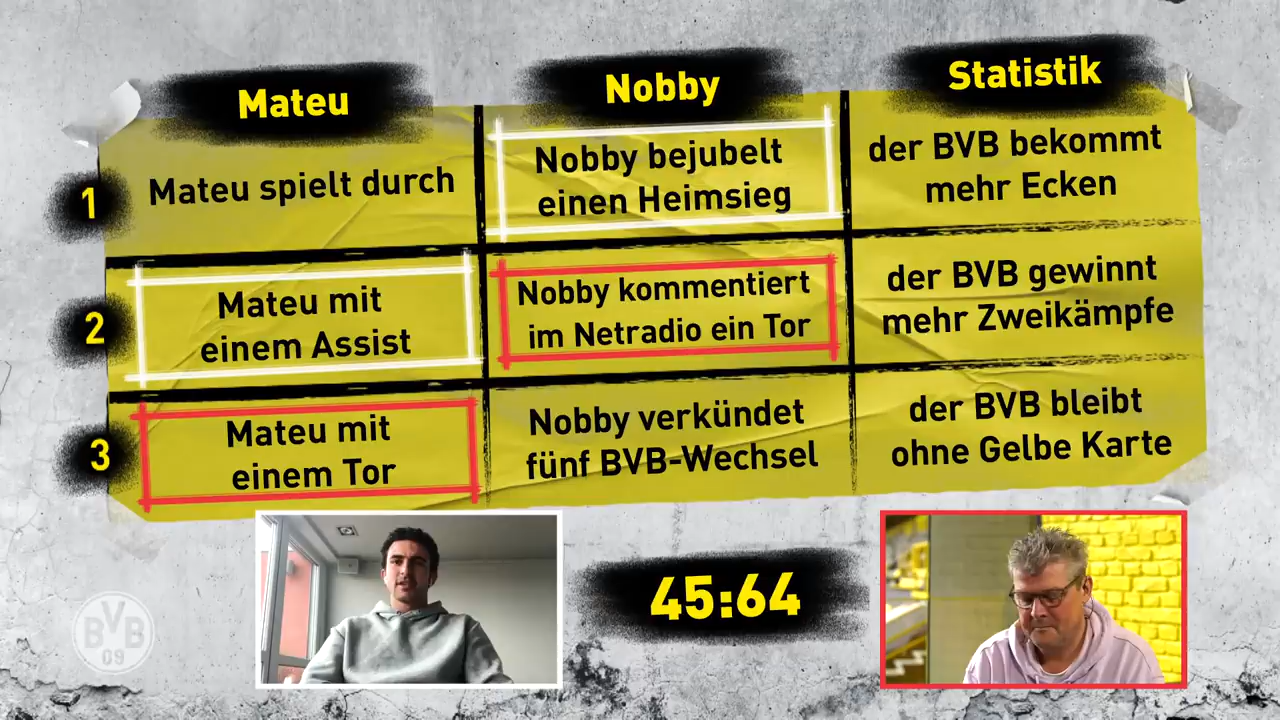 Mateu
Nobby
Statistik
1
Mateu spielt durch
Nobby bejubelt
einen Heimsieg
der BVB bekommt
mehr Ecken
2
Mateu mit
einem Assist
Nobby kommentiert
im Netradio ein Tor
der BVB gewinnt
mehr Zweikämpfe
3
Mateu mit
einem Tor
Nobby verkündet
fünf BVB-Wechsel
der BVB bleibt
ohne Gelbe Karte
45:64
BVB
09